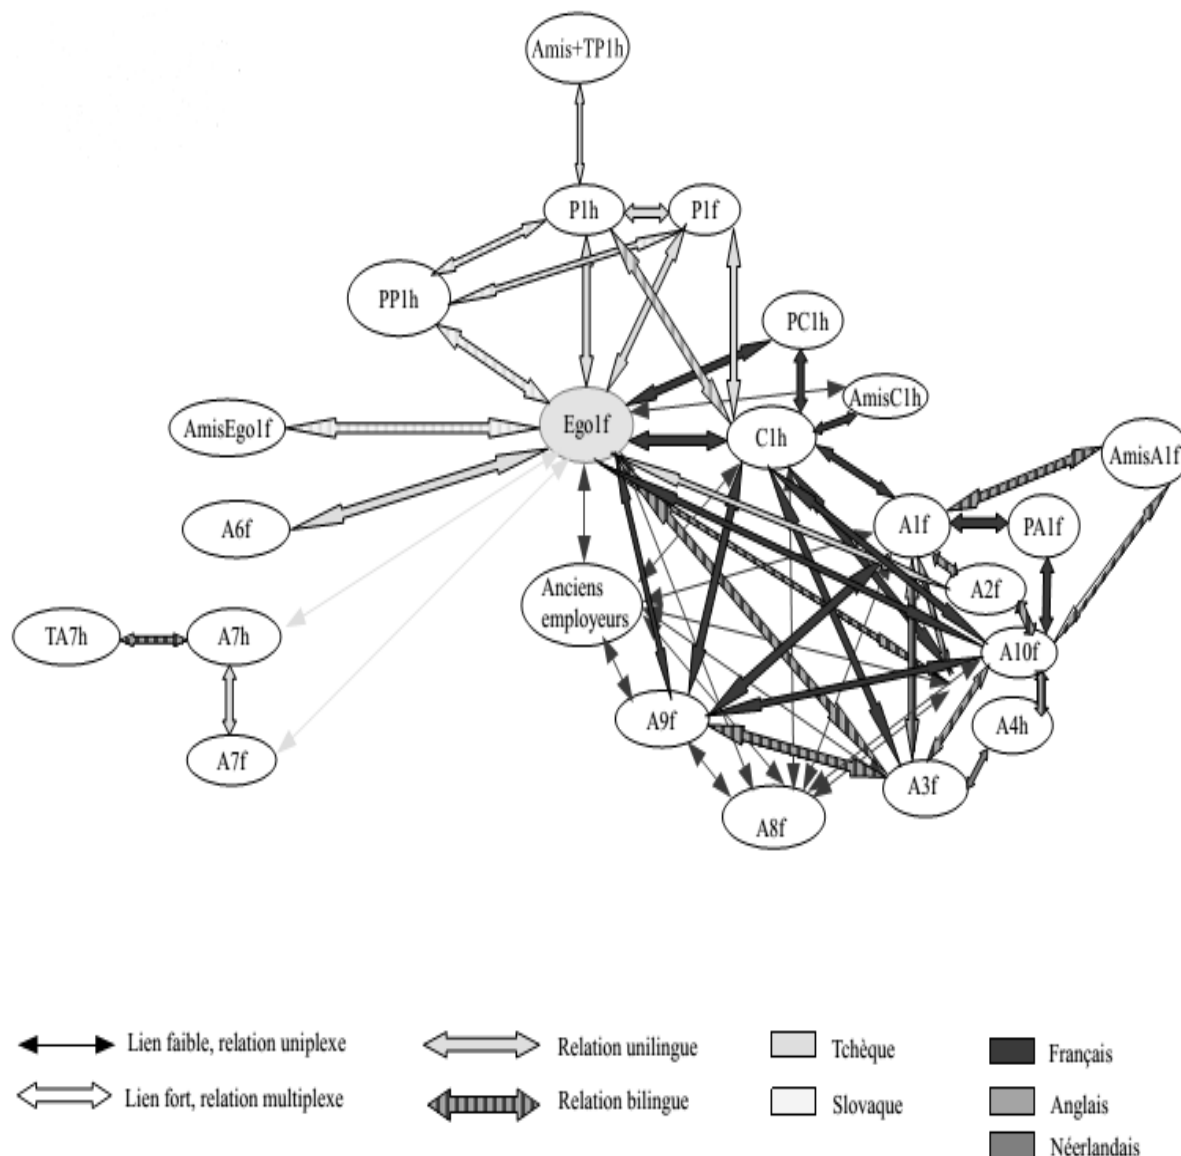 Amis+TP1h
P1h
P1f
PP1h
PC1h
AmisC1h
AmisEgo1f
Ego1f
C1h
AmisA1f
A6f
A1f
PA1f
Anciens
employeurs
A2f
TA7h
A7h
A10f
A9f
A4h
A7f
A3f
A8f
Lien faible, relation uniplexe
Relation unilingue
Tchèque
Français
Lien fort, relation multiplexe
Relation bilingue
Slovaque
Anglais
Néerlandais